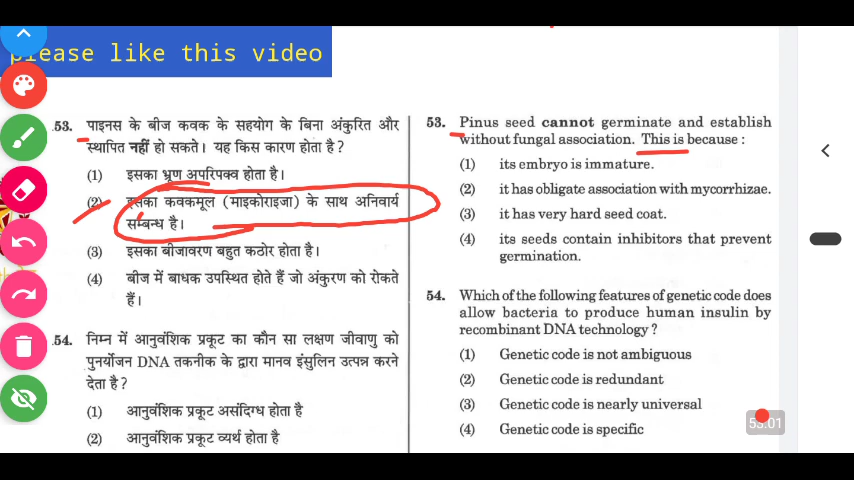 please like this video
53. पाइनस के बीज कवक के सहयोग के बिना अंकुरित और
स्थापित नहीं हो सकते। यह किस कारण होता है ?
(1) इसका भ्रूण अपरिपक्व होता है।
(2) इसका कवकमूल (माइकोराइजा) के साथ अनिवार्य
सम्बन्ध है।
(3) इसका बीजावरण बहुत कठोर होता है।
(4) बीज में बाधक उपस्थित होते हैं जो अंकुरण को रोकते
हैं।
54. निम्न में आनुवंशिक प्रकूट का कौन सा लक्षण जीवाणु को
पुनर्योजन DNA तकनीक के द्वारा मानव इंसुलिन उत्पन्न करने
देता है ?
(1) आनुवंशिक प्रकूट असंदिग्ध होता है
(2) आनुवंशिक प्रकूट व्यर्थ होता है
53. Pinus seed cannot germinate and establish
without fungal association. This is because :
(1) its embryo is immature.
(2) it has obligate association with mycorrhizae.
(3) it has very hard seed coat.
(4) its seeds contain inhibitors that prevent
germination.
54. Which of the following features of genetic code does
allow bacteria to produce human insulin by
recombinant DNA technology ?
(1) Genetic code is not ambiguous
(2) Genetic code is redundant
(3) Genetic code is nearly universal
(4) Genetic code is specific
53:01